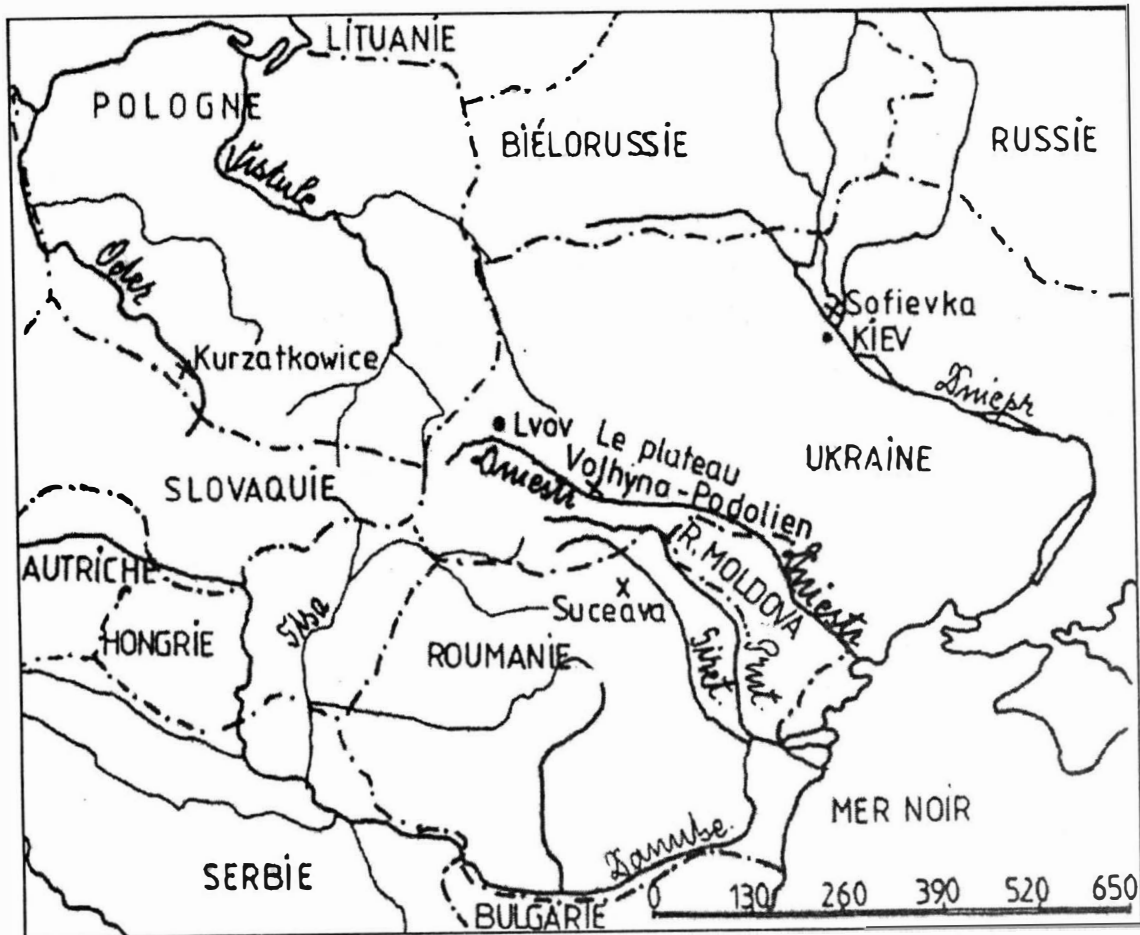 LITUANIE
POLOGNE
BIÉLORUSSIE
RUSSIE
Vistule
Oder
Sofievka
KIEV
Kurzatkowice
Dniepr
Lvov
Le plateau
Volhyna-Podolien
UKRAINE
Dniestr
SLOVAQUIE
R. MOLDOVA
Dniestr
AUTRICHE
Suceava
Tisa
HONGRIE
ROUMANIE
Siret
Prut
MER NOIR
Danube
SERBIE
BULGARIE
0 130 260 390 520 650